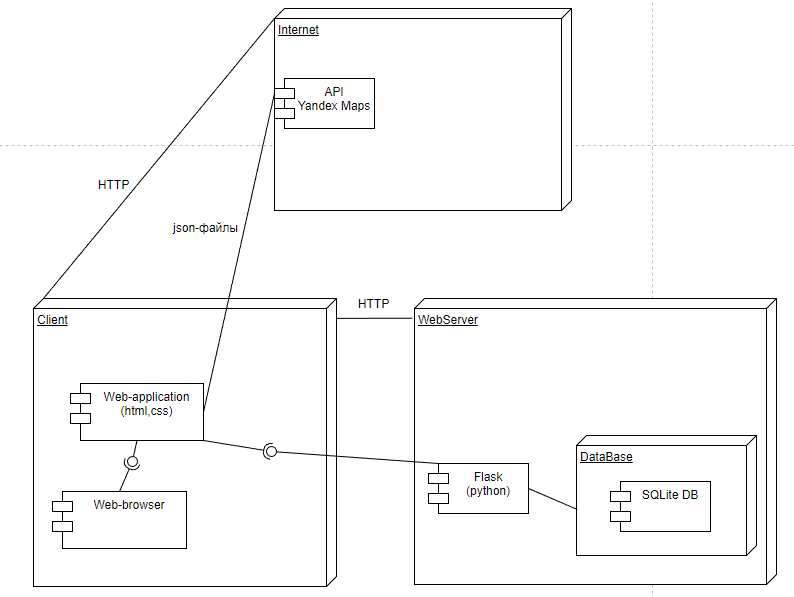 Internet
API
Yandex Maps
HTTP
json-файлы
HTTP
Client
WebServer
Web-application
(html,css)
DataBase
Flask
(python)
SQLite DB
Web-browser